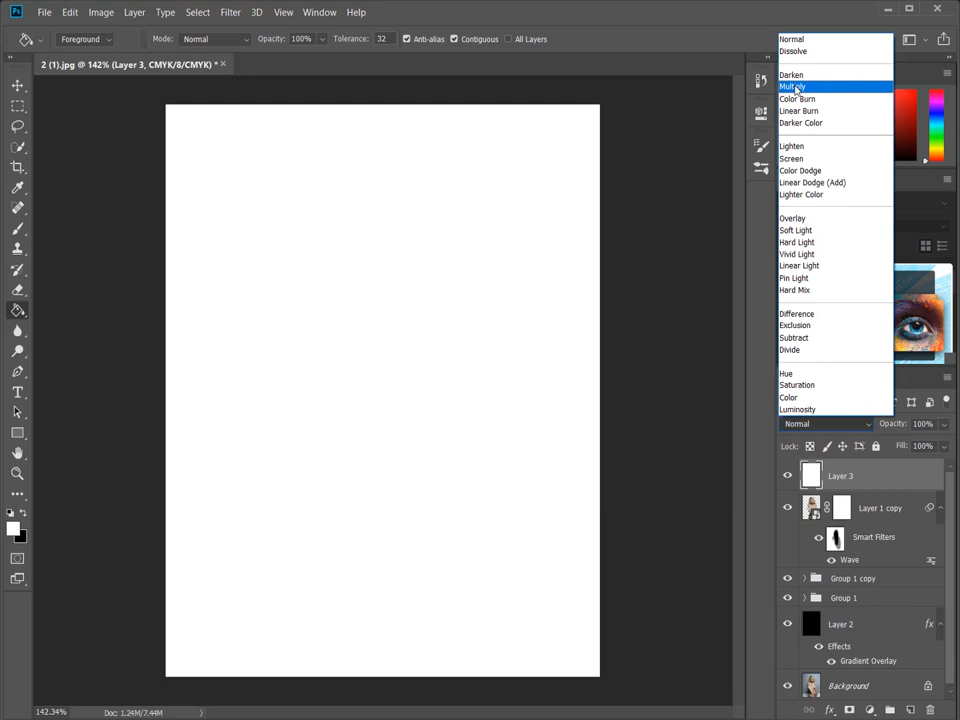 Ps File Edit Image Layer Type Select Filter 3D View Window Help
Foreground Mode: Normal Opacity: 100% Tolerance: 32 Anti-alias Contiguous All Layers
2 (1).jpg @ 142% (Layer 3, CMYK/8/CMYK) * ×
Normal
Dissolve
Darken
Multiply
Color Burn
Linear Burn
Darker Color
Lighten
Screen
Color Dodge
Linear Dodge (Add)
Lighter Color
Overlay
Soft Light
Hard Light
Vivid Light
Linear Light
Pin Light
Hard Mix
Difference
Exclusion
Subtract
Divide
Hue
Saturation
Color
Luminosity
Normal Opacity: 100%
Lock: Fill: 100%
Layer 3
Layer 1 copy
Smart Filters
Wave
Group 1 copy
Group 1
Layer 2 fx
Effects
Gradient Overlay
Background
142.34% Doc: 1.24M/7.44M fx